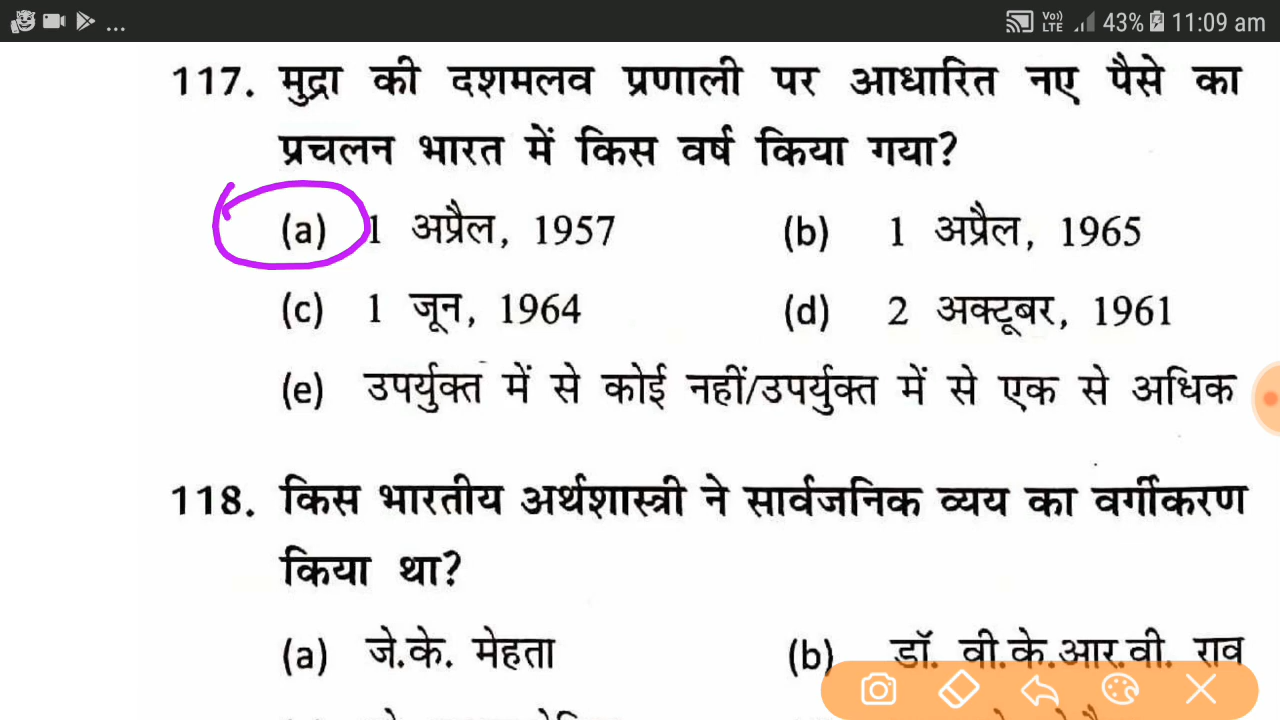 ... Vo)) LTE 43% 11:09 am
117. मुद्रा की दशमलव प्रणाली पर आधारित नए पैसे का
प्रचलन भारत में किस वर्ष किया गया?
(a) 1 अप्रैल, 1957 (b) 1 अप्रैल, 1965
(c) 1 जून, 1964 (d) 2 अक्टूबर, 1961
(e) उपर्युक्त में से कोई नहीं/उपर्युक्त में से एक से अधिक
118. किस भारतीय अर्थशास्त्री ने सार्वजनिक व्यय का वर्गीकरण
किया था?
(a) जे.के. मेहता (b) डॉ. वी.के.आर.वी. राव